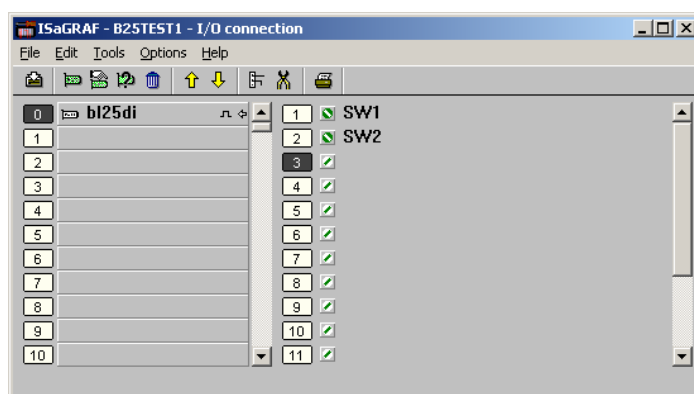 ISaGRAF - B25TEST1 - I/O connection
File Edit Tools Options Help
0 bl25di 1 SW1
1 2 SW2
2 3
3 4
4 5
5 6
6 7
7 8
8 9
9 10
10 11